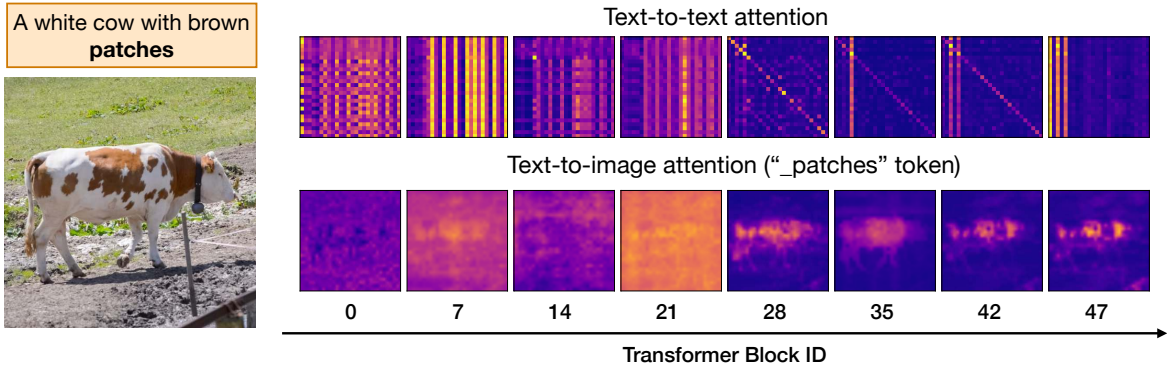 A white cow with brown
patches
Text-to-text attention
Text-to-image attention (“_patches” token)
0 7 14 21 28 35 42 47
Transformer Block ID